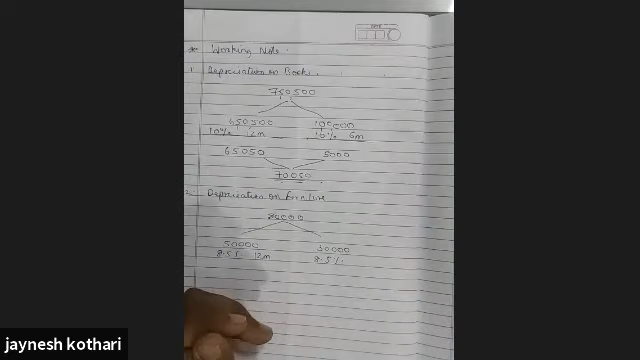 Working Note.
1. Depreciation on Books.
750500
650500 100000
10% 12m 10% 6m
65050 5000
70050
2. Depreciation on Furniture
80000
50000 30000
8.5% 12m 8.5%
jaynesh kothari